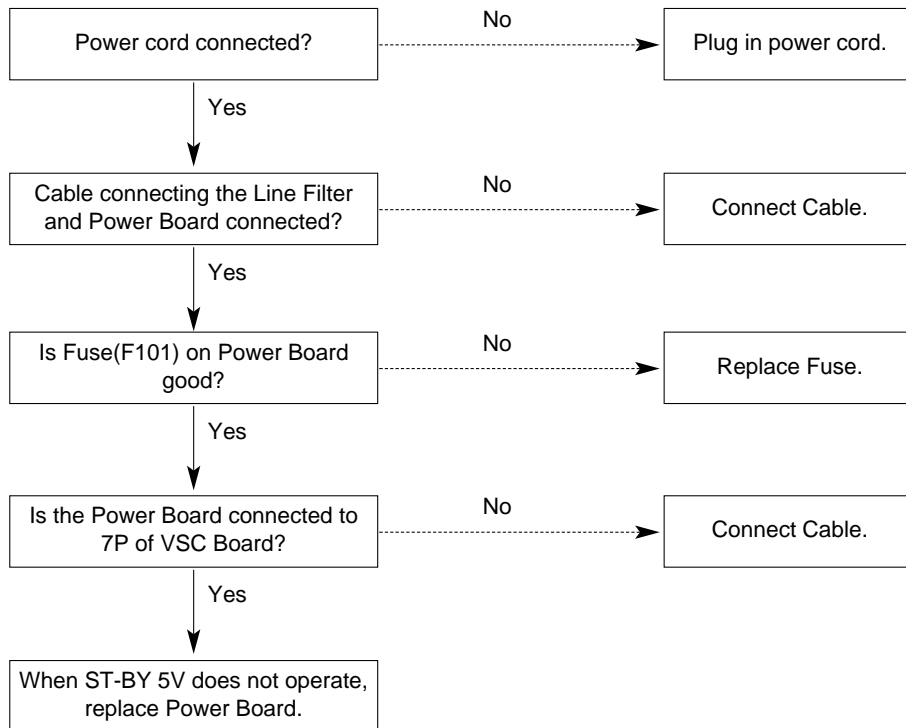 Power cord connected?
No
Plug in power cord.
Yes
Cable connecting the Line Filter
and Power Board connected?
No
Connect Cable.
Yes
Is Fuse(F101) on Power Board
good?
No
Replace Fuse.
Yes
Is the Power Board connected to
7P of VSC Board?
No
Connect Cable.
Yes
When ST-BY 5V does not operate,
replace Power Board.